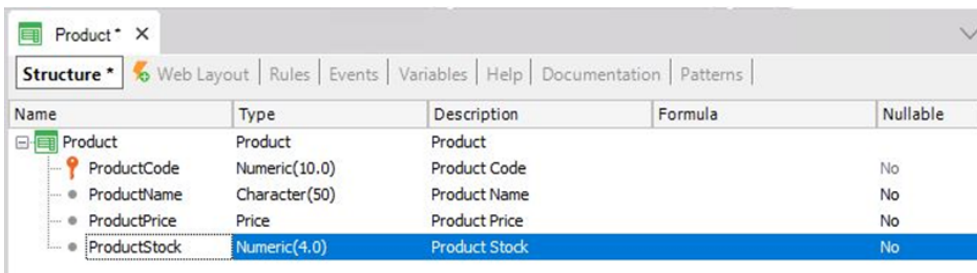 Product * X
Structure * Web Layout Rules Events Variables Help Documentation Patterns
Name Type Description Formula Nullable
Product Product Product
ProductCode Numeric(10.0) Product Code No
ProductName Character(50) Product Name No
ProductPrice Price Product Price No
ProductStock Numeric(4.0) Product Stock No